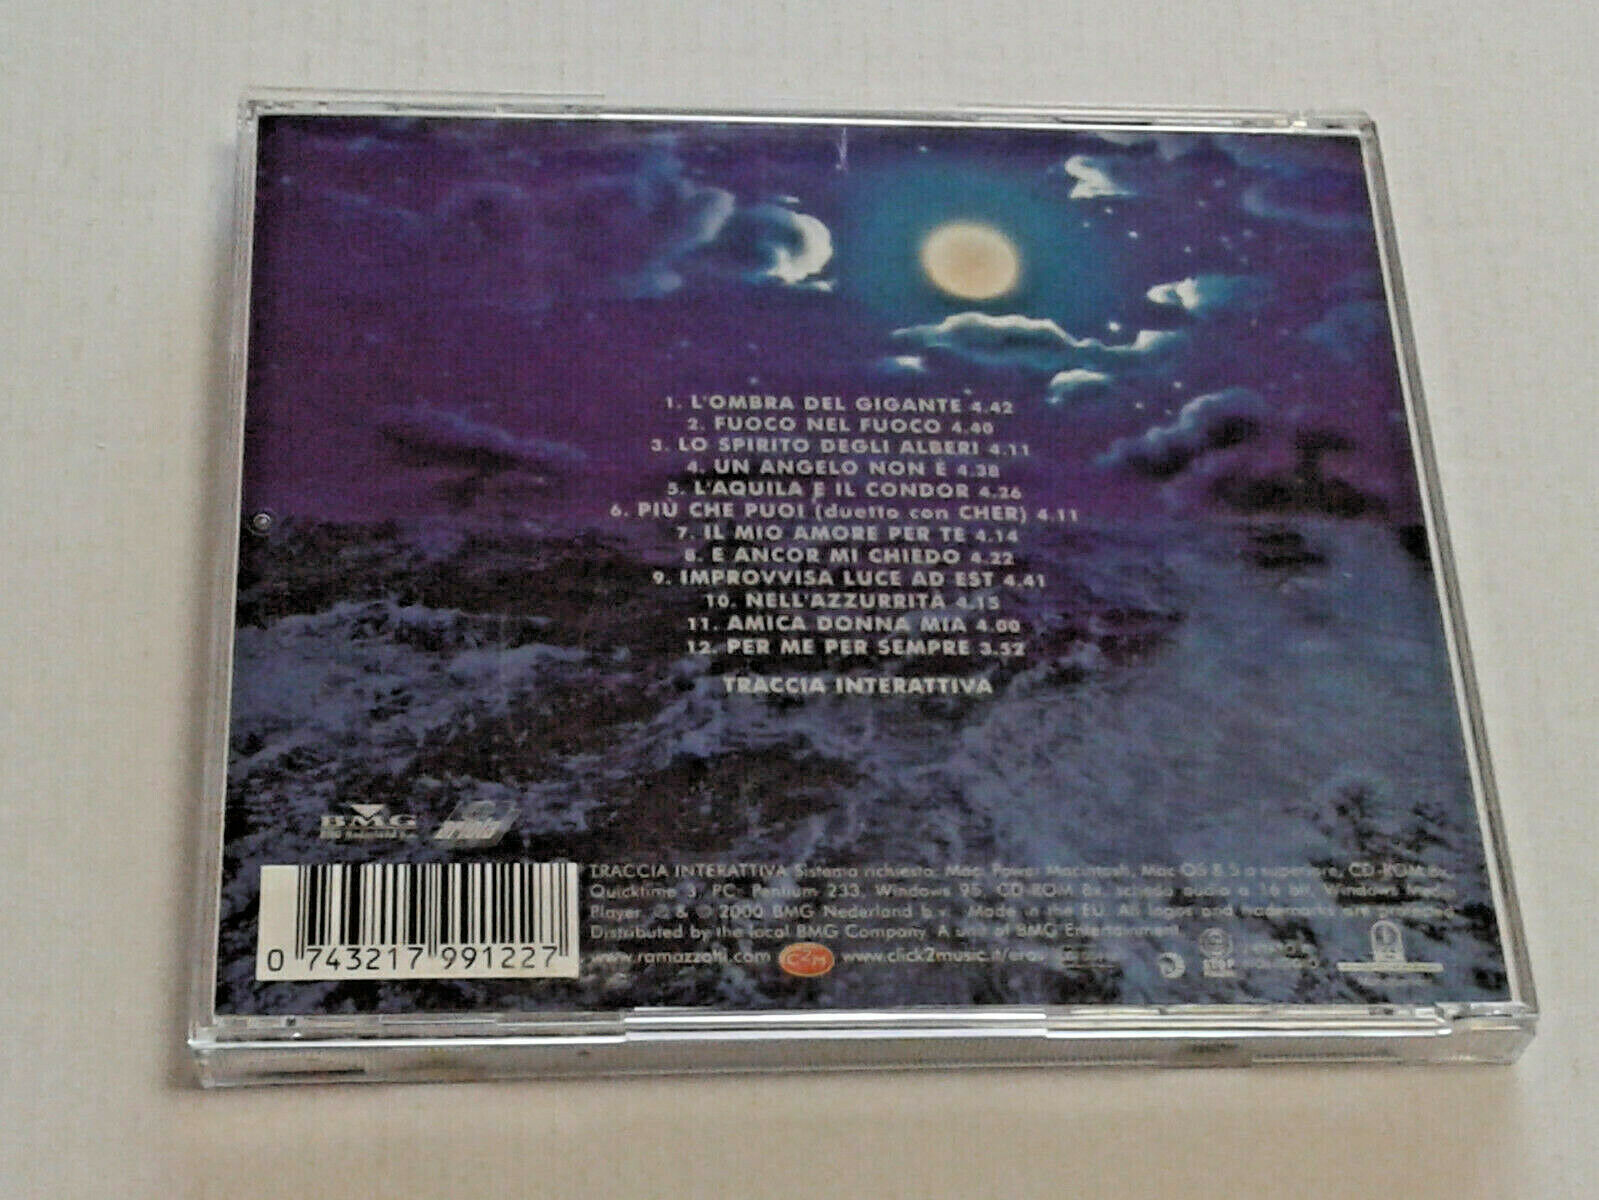 1. L'OMBRA DEL GIGANTE 4.42
2. FUOCO NEL FUOCO 4.40
3. LO SPIRITO DEGLI ALBERI 4.11
4. UN ANGELO NON È 4.38
5. L'AQUILA E IL CONDOR 4.26
6. PIÙ CHE PUOI (duetto con CHER) 4.11
7. IL MIO AMORE PER TE 4.14
8. E ANCOR MI CHIEDO 4.22
9. IMPROVVISA LUCE AD EST 4.41
10. NELL'AZZURRITÀ 4.15
11. AMICA DONNA MIA 4.00
12. PER ME PER SEMPRE 3.52
TRACCIA INTERATTIVA
BMG
TRACCIA INTERATTIVA Sistema richiesto: Mac: Power Macintosh, Mac OS 8.5 o superiore, CD-ROM 8x,
Quicktime 3, PC: Pentium 233, Windows 95, CD-ROM 8x, scheda audio a 16 bit, Windows Media
Player. ℗ & © 2000 BMG Nederland b.v. Made in the EU. All logos and trademarks are protected.
Distributed by the local BMG Company. A unit of BMG Entertainment.
www.ramazzotti.com C2M www.click2music.it/eros
0 743217 991227